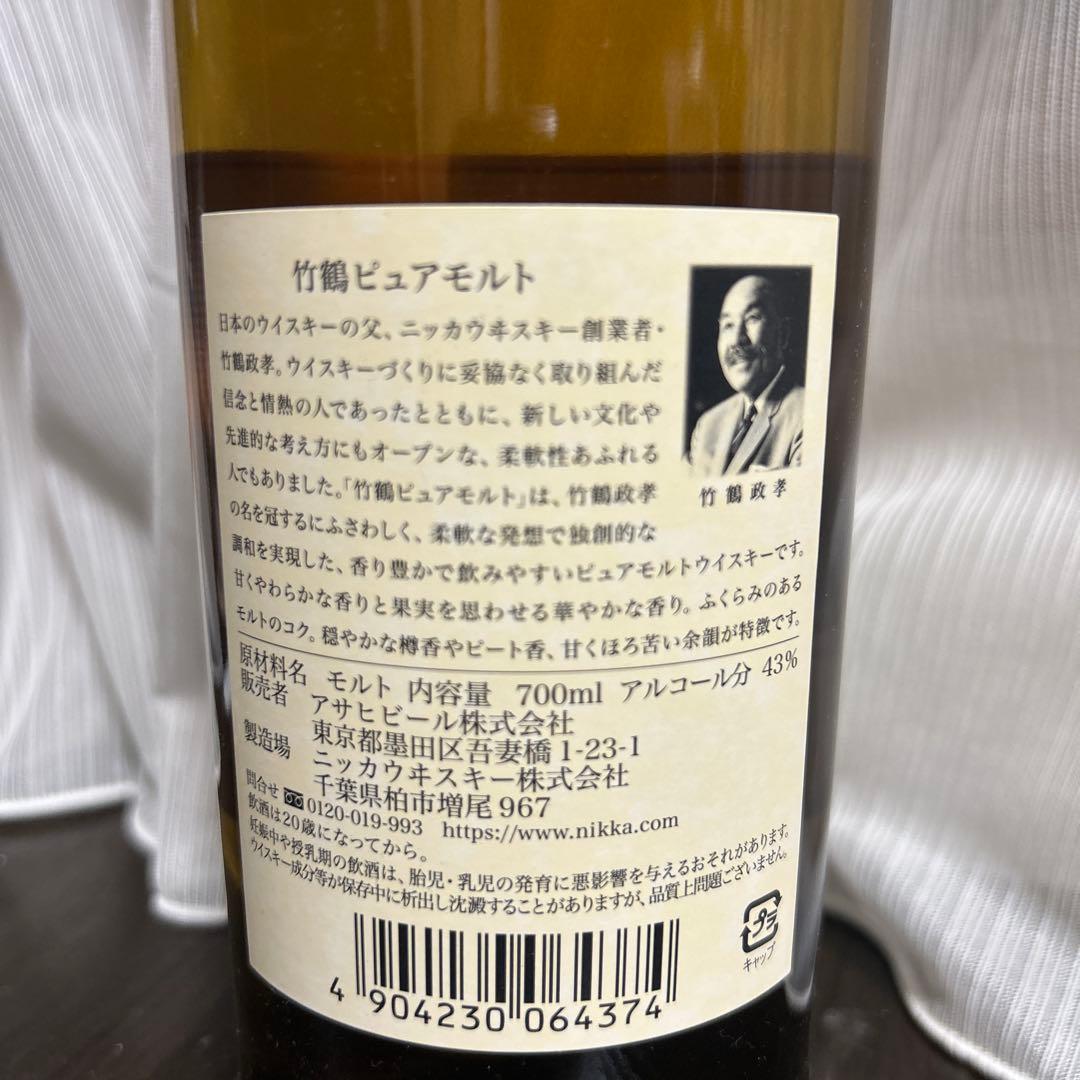 竹鶴ピュアモルト
日本のウイスキーの父、ニッカウヰスキー創業者・
竹鶴政孝。ウイスキーづくりに妥協なく取り組んだ
信念と情熱の人であったとともに、新しい文化や
先進的な考え方にもオープンな、柔軟性あふれる
人でもありました。「竹鶴ピュアモルト」は、竹鶴政孝
の名を冠するにふさわしく、柔軟な発想で独創的な
調和を実現した、香り豊かで飲みやすいピュアモルトウイスキーです。
甘くやわらかな香りと果実を思わせる華やかな香り。ふくらみのある
モルトのコク。穏やかな樽香やピート香、甘くほろ苦い余韻が特徴です。
竹鶴政孝
原材料名 モルト 内容量 700ml アルコール分 43%
販売者 アサヒビール株式会社
東京都墨田区吾妻橋1-23-1
製造場 ニッカウヰスキー株式会社
千葉県柏市増尾967
問合せ 0120-019-993 https://www.nikka.com
飲酒は20歳になってから。
妊娠中や授乳期の飲酒は、胎児・乳児の発育に悪影響を与えるおそれがあります。
ウイスキー成分等が保存中に析出し沈澱することがありますが、品質上問題ございません。
プラ
キャップ
4 904230 064374